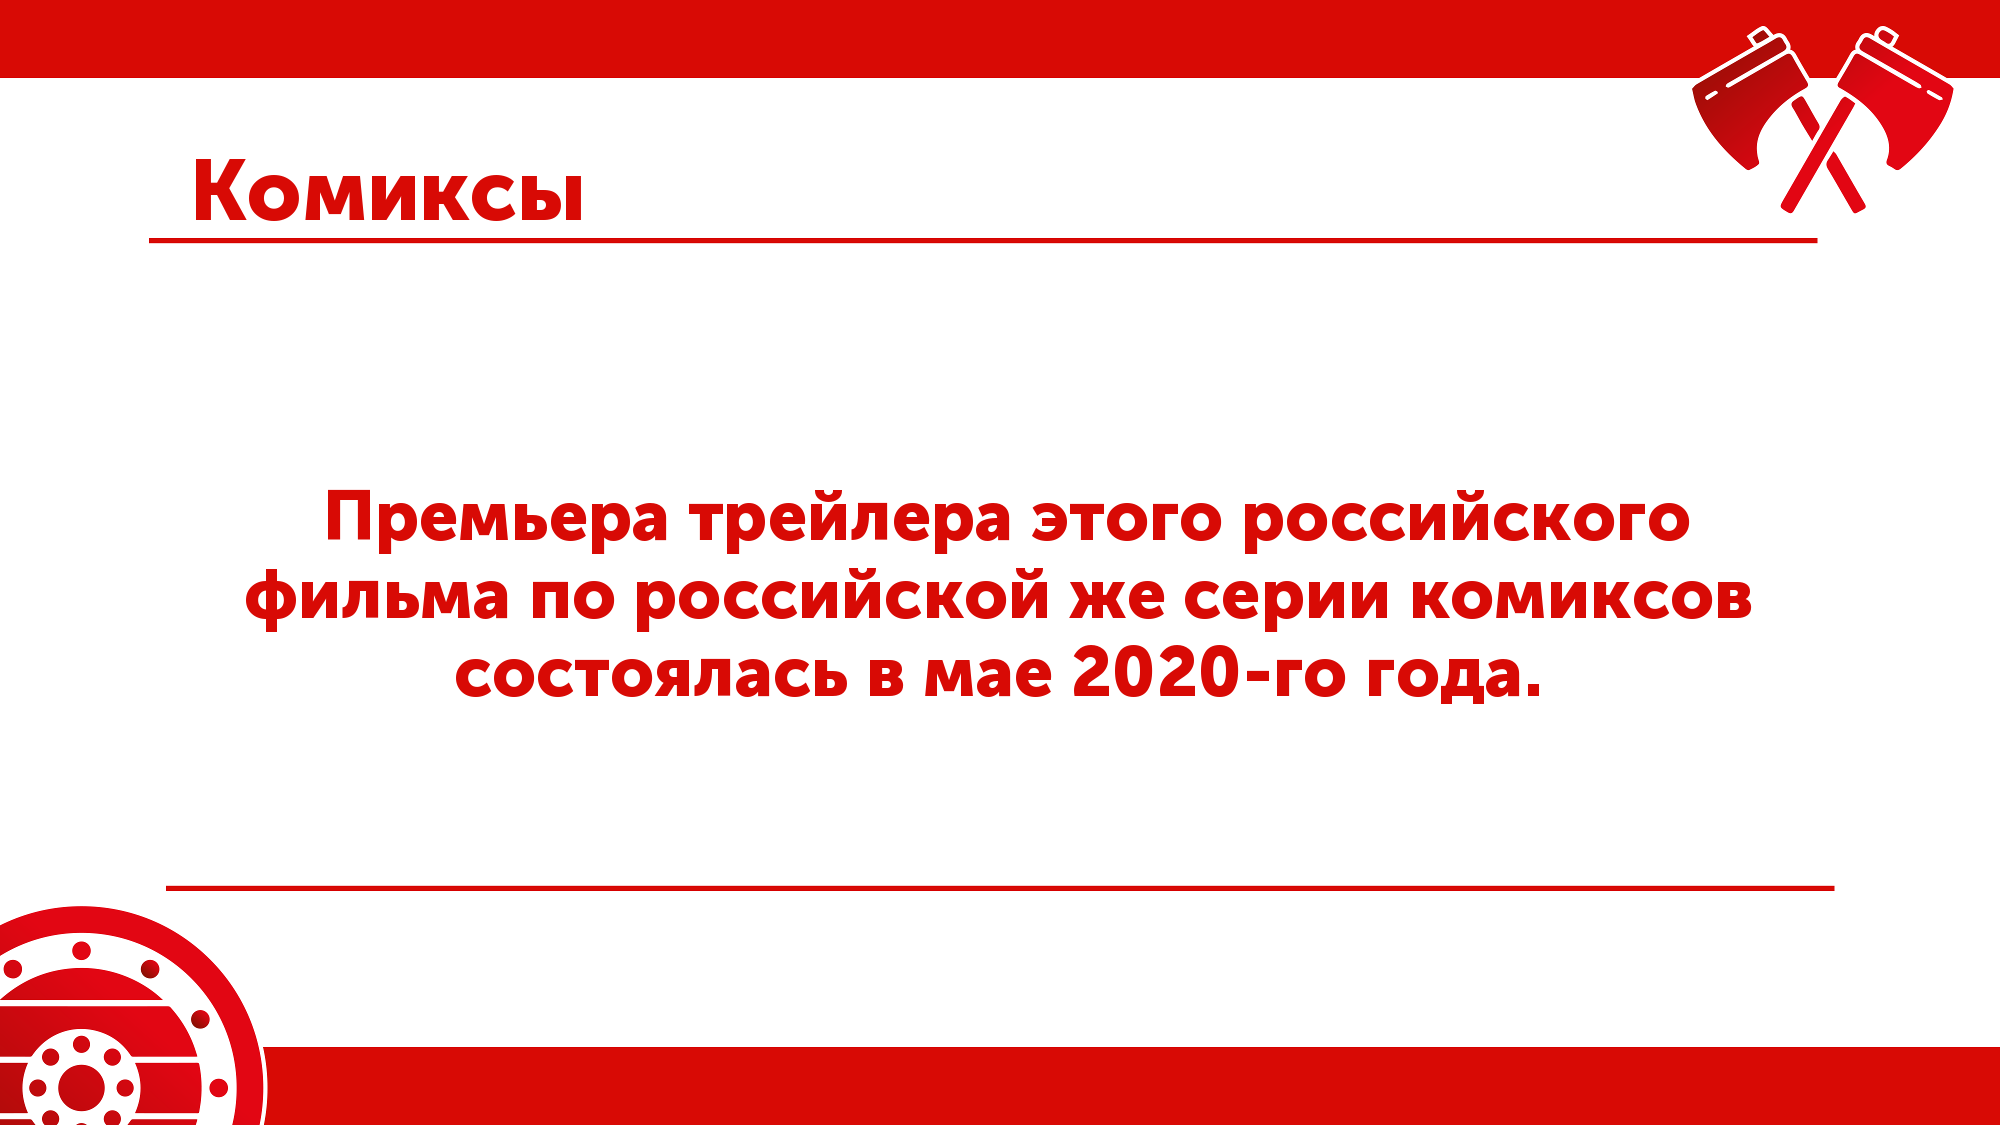 Комиксы
Премьера трейлера этого российского
фильма по российской же серии комиксов
состоялась в мае 2020-го года.